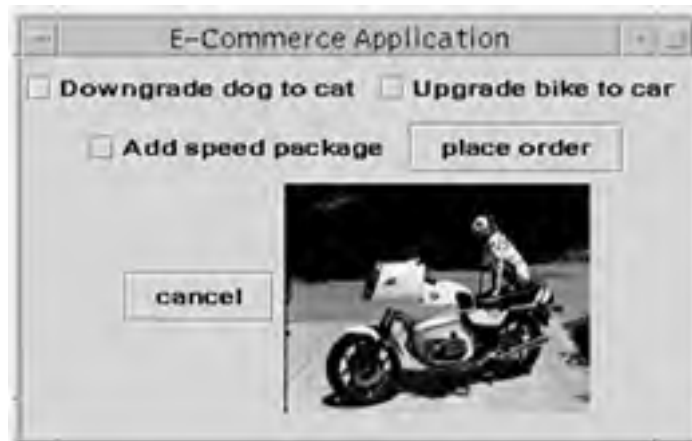 E-Commerce Application
Downgrade dog to cat Upgrade bike to car
Add speed package place order
cancel